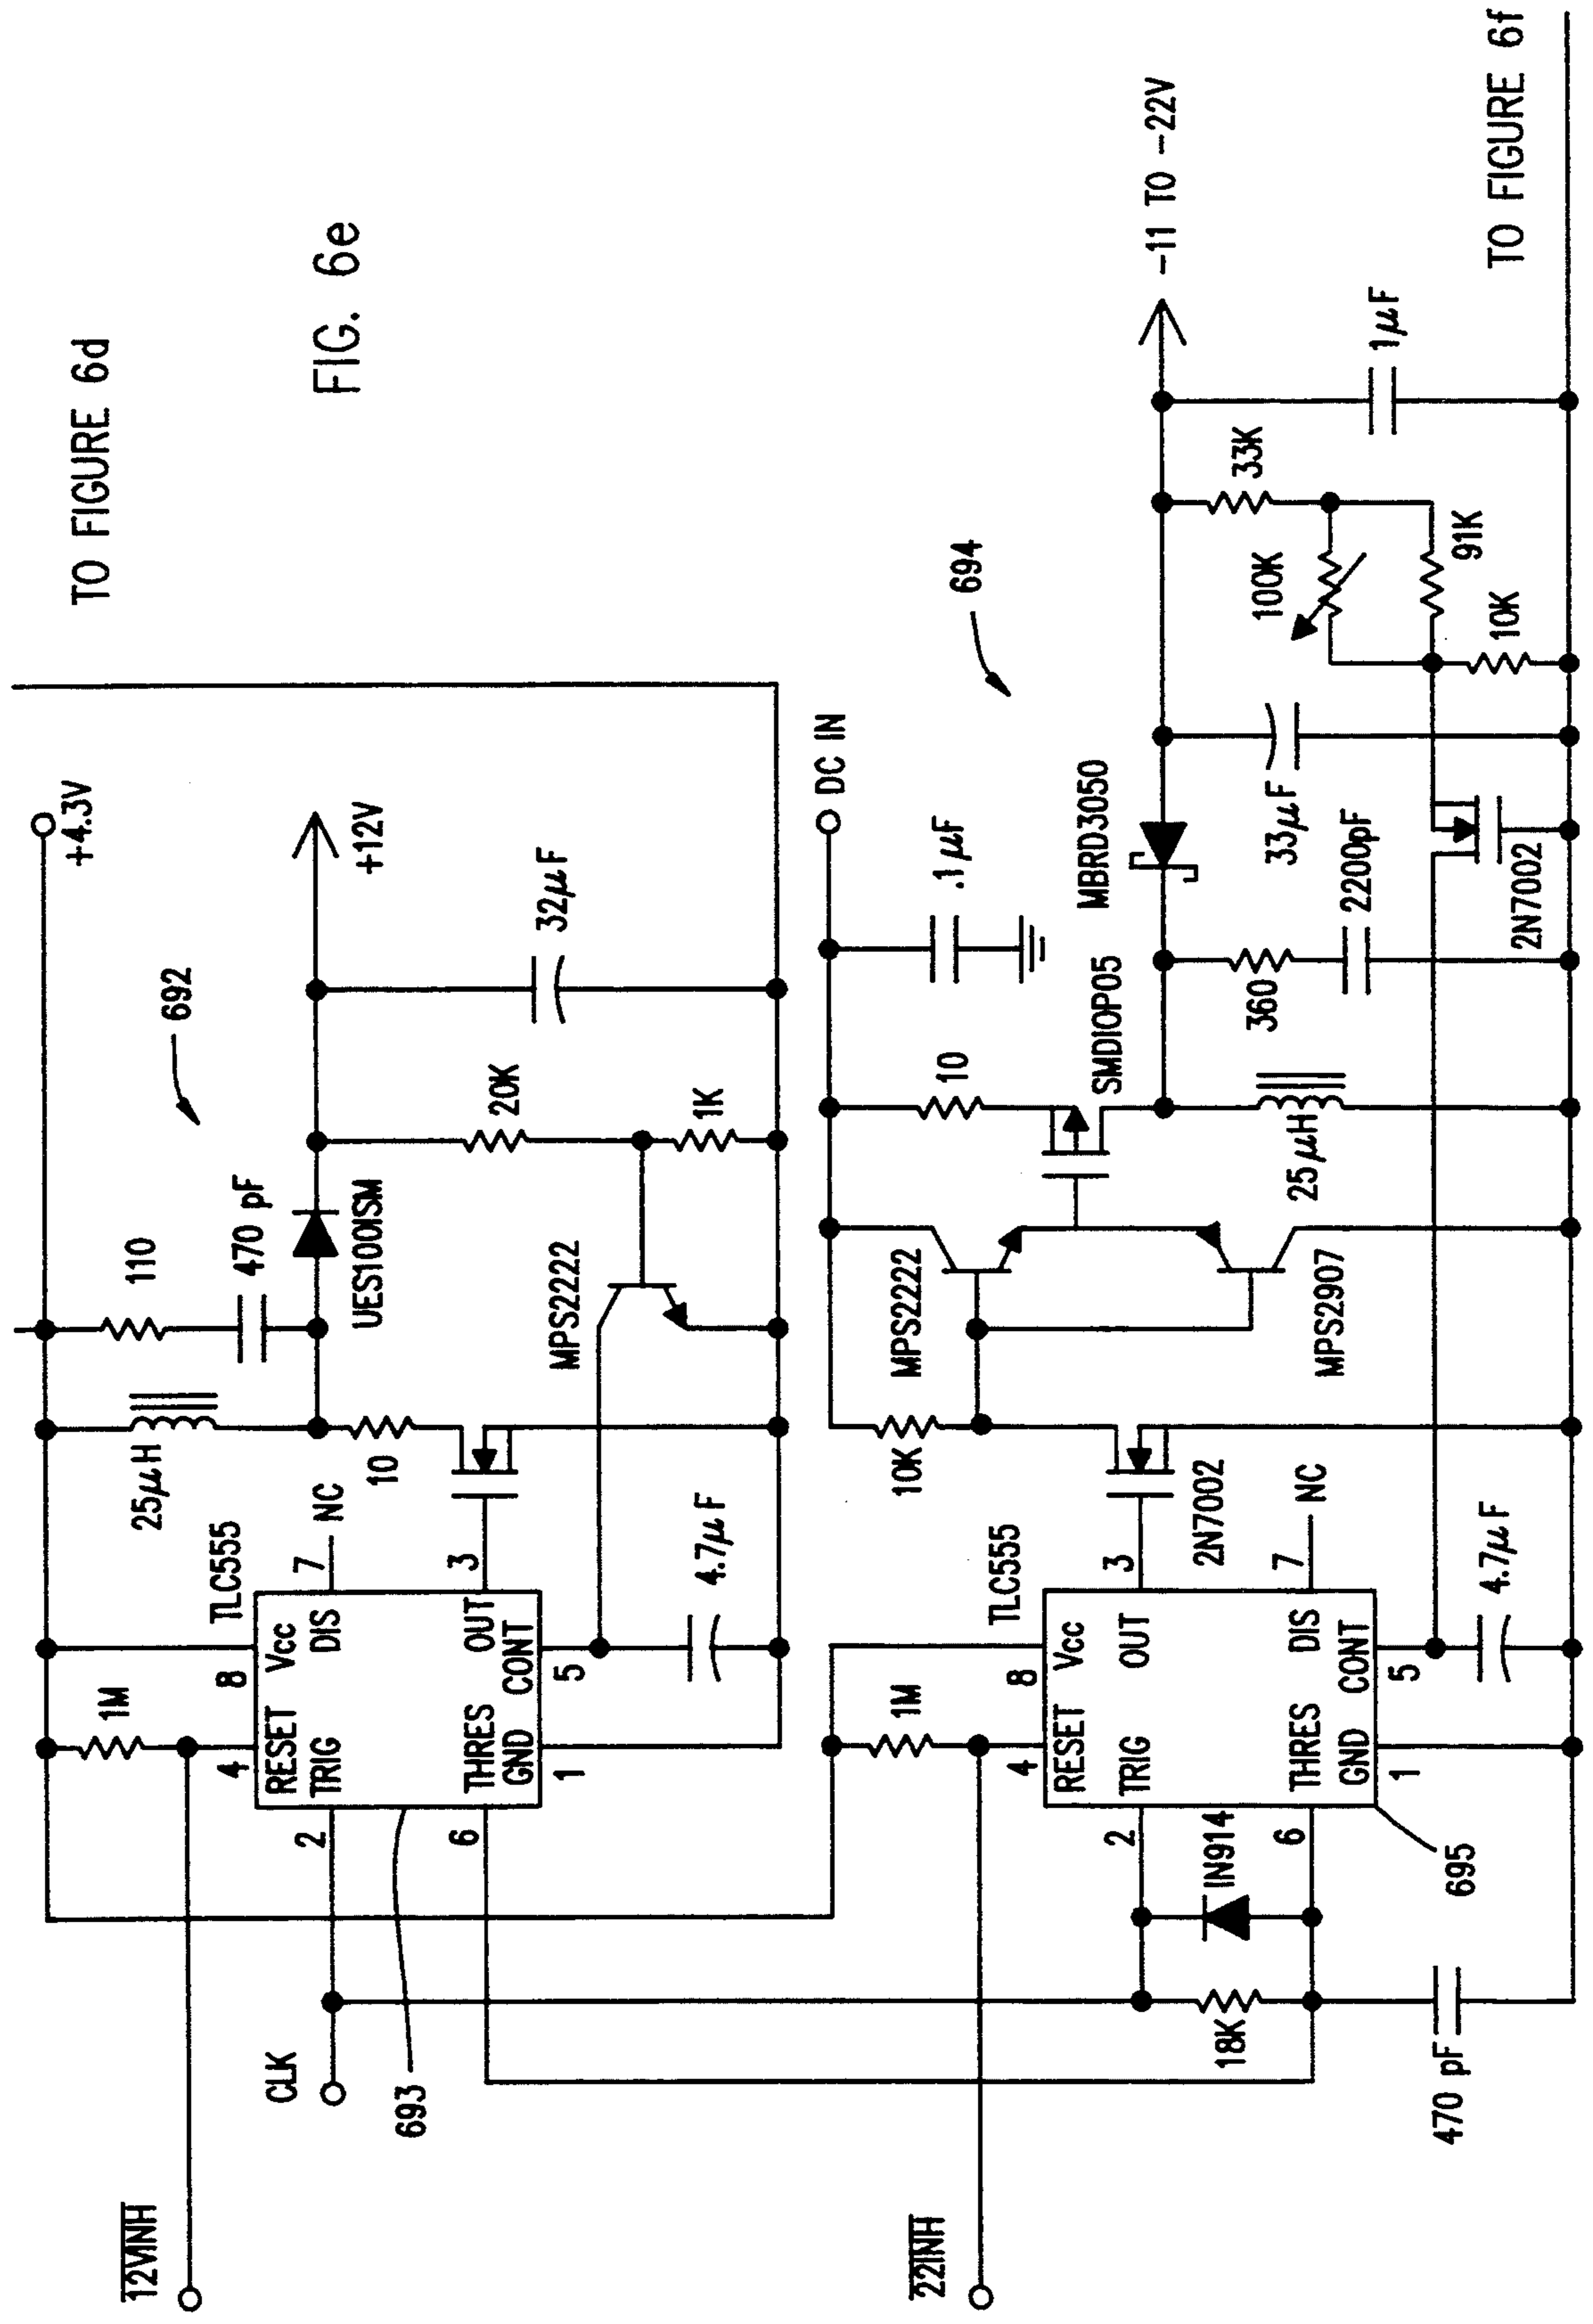 TO FIGURE 6d
FIG. 6e
+4.3V
692
110
470 pF
25μH
+12V
UES100ISM
32μF
NC
10
20K
1K
MPS2222
TLC555
1M
8
Vcc
7
DIS
4
RESET
TRIG
2
3
OUT
THRES
6
CONT
GND
5
1
4.7μF
12VINH
CLK
693
DC IN
.1μF
694
10
SMDIOP05
MBRD3050
-11 TO -22V
MPS2222
10K
25μH
360
2200pF
33μF
33K
100K
91K
10K
1μF
MPS2907
2N7002
2N7002
TLC555
1M
8
Vcc
OUT
3
4
RESET
TRIG
2
7
NC
DIS
THRES
6
CONT
GND
5
1
4.7μF
IN914
18K
470 pF
695
22INH
TO FIGURE 6f